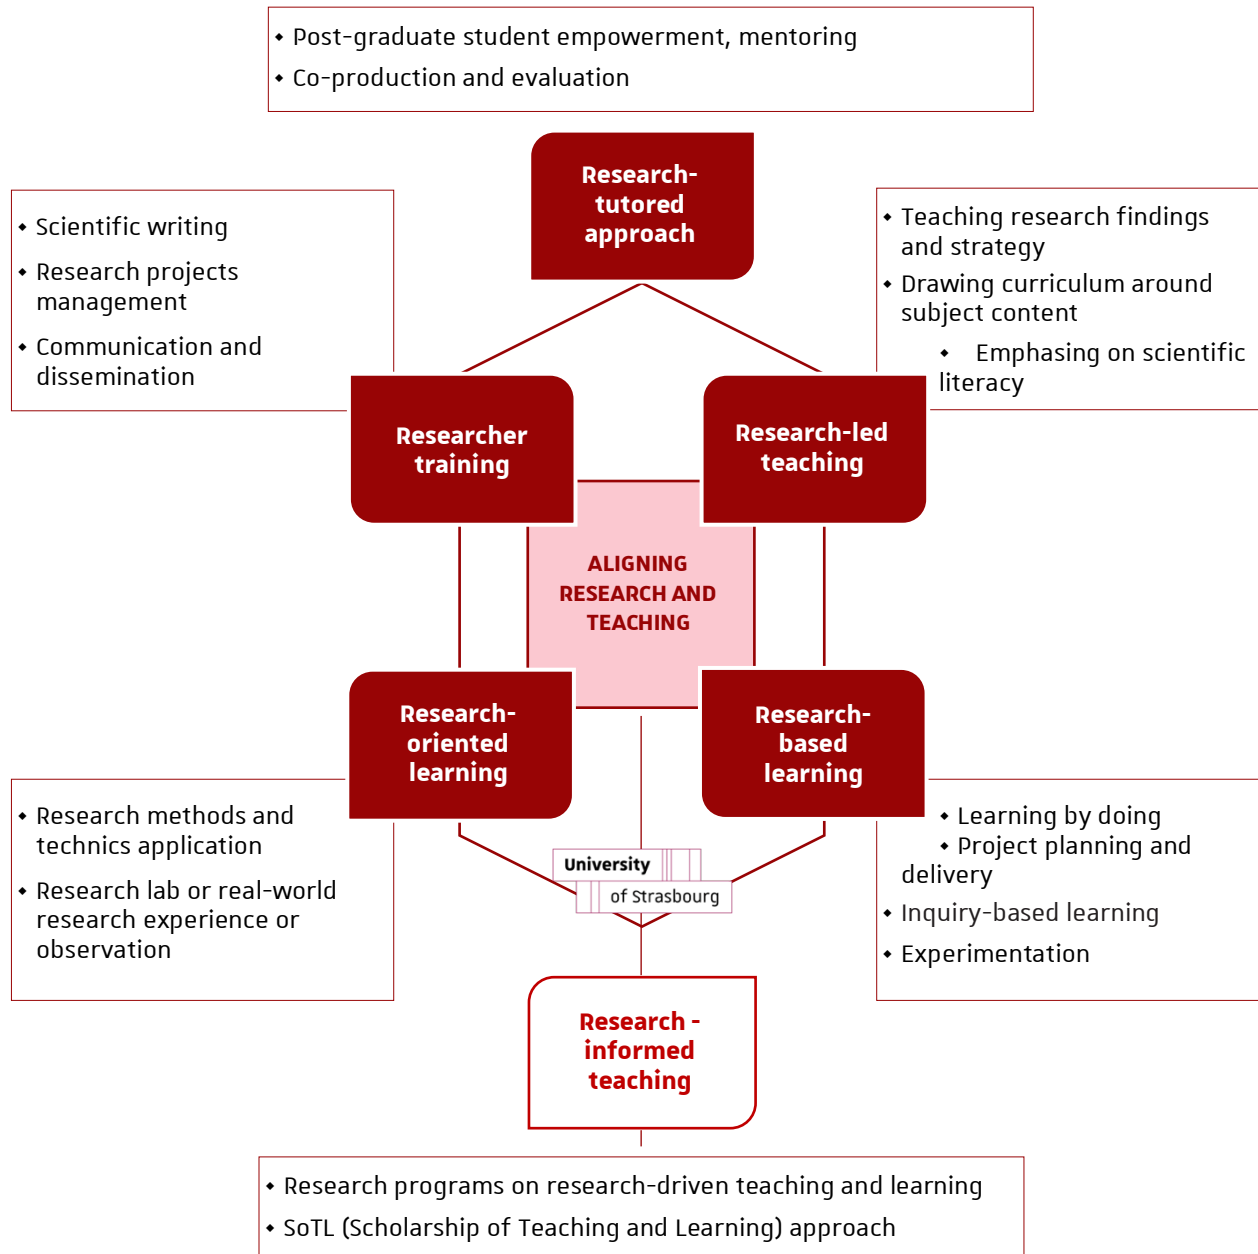 ⬥ Post-graduate student empowerment, mentoring
⬥ Co-production and evaluation
Research-
tutored
approach
⬥ Scientific writing
⬥ Research projects
management
⬥ Communication and
dissemination
⬥ Teaching research findings
and strategy
⬥ Drawing curriculum around
subject content
⬥ Emphasing on scientific
literacy
Researcher
training
Research-led
teaching
ALIGNING
RESEARCH AND
TEACHING
Research-
oriented
learning
Research-
based
learning
⬥ Research methods and
technics application
⬥ Research lab or real-world
research experience or
observation
University
of Strasbourg
⬥ Learning by doing
⬥ Project planning and
delivery
⬥ Inquiry-based learning
⬥ Experimentation
Research -
informed
teaching
⬥ Research programs on research-driven teaching and learning
⬥ SoTL (Scholarship of Teaching and Learning) approach